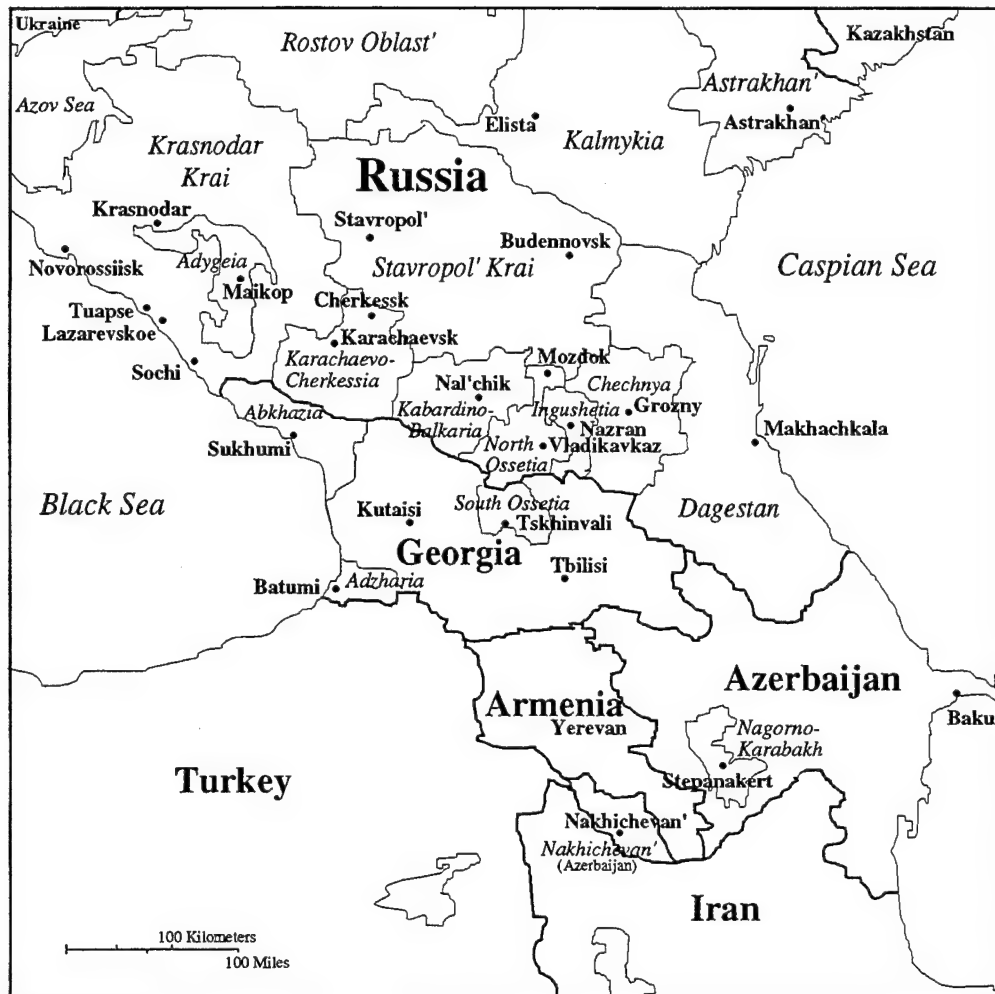 Ukraine
Rostov Oblast'
Kazakhstan
Azov Sea
Astrakhan'
Elista
Astrakhan'
Krasnodar
Krai
Kalmykia
Russia
Krasnodar
Stavropol'
Budennovsk
Novorossiisk
Adygeia
Stavropol' Krai
Caspian Sea
Maikop
Tuapse
Cherkessk
Lazarevskoe
Karachaevsk
Sochi
Karachaevo-
Cherkessia
Mozdok
Nal'chik
Chechnya
Abkhazia
Kabardino-
Balkaria
Ingushetia
Grozny
Nazran
Makhachkala
Sukhumi
North
Ossetia
Vladikavkaz
Black Sea
Kutaisi
South Ossetia
Tskhinvali
Dagestan
Georgia
Tbilisi
Batumi
Adzharia
Azerbaijan
Armenia
Yerevan
Baku
Nagorno-
Karabakh
Turkey
Stepanakert
Nakhichevan'
Nakhichevan'
(Azerbaijan)
Iran
100 Kilometers
100 Miles